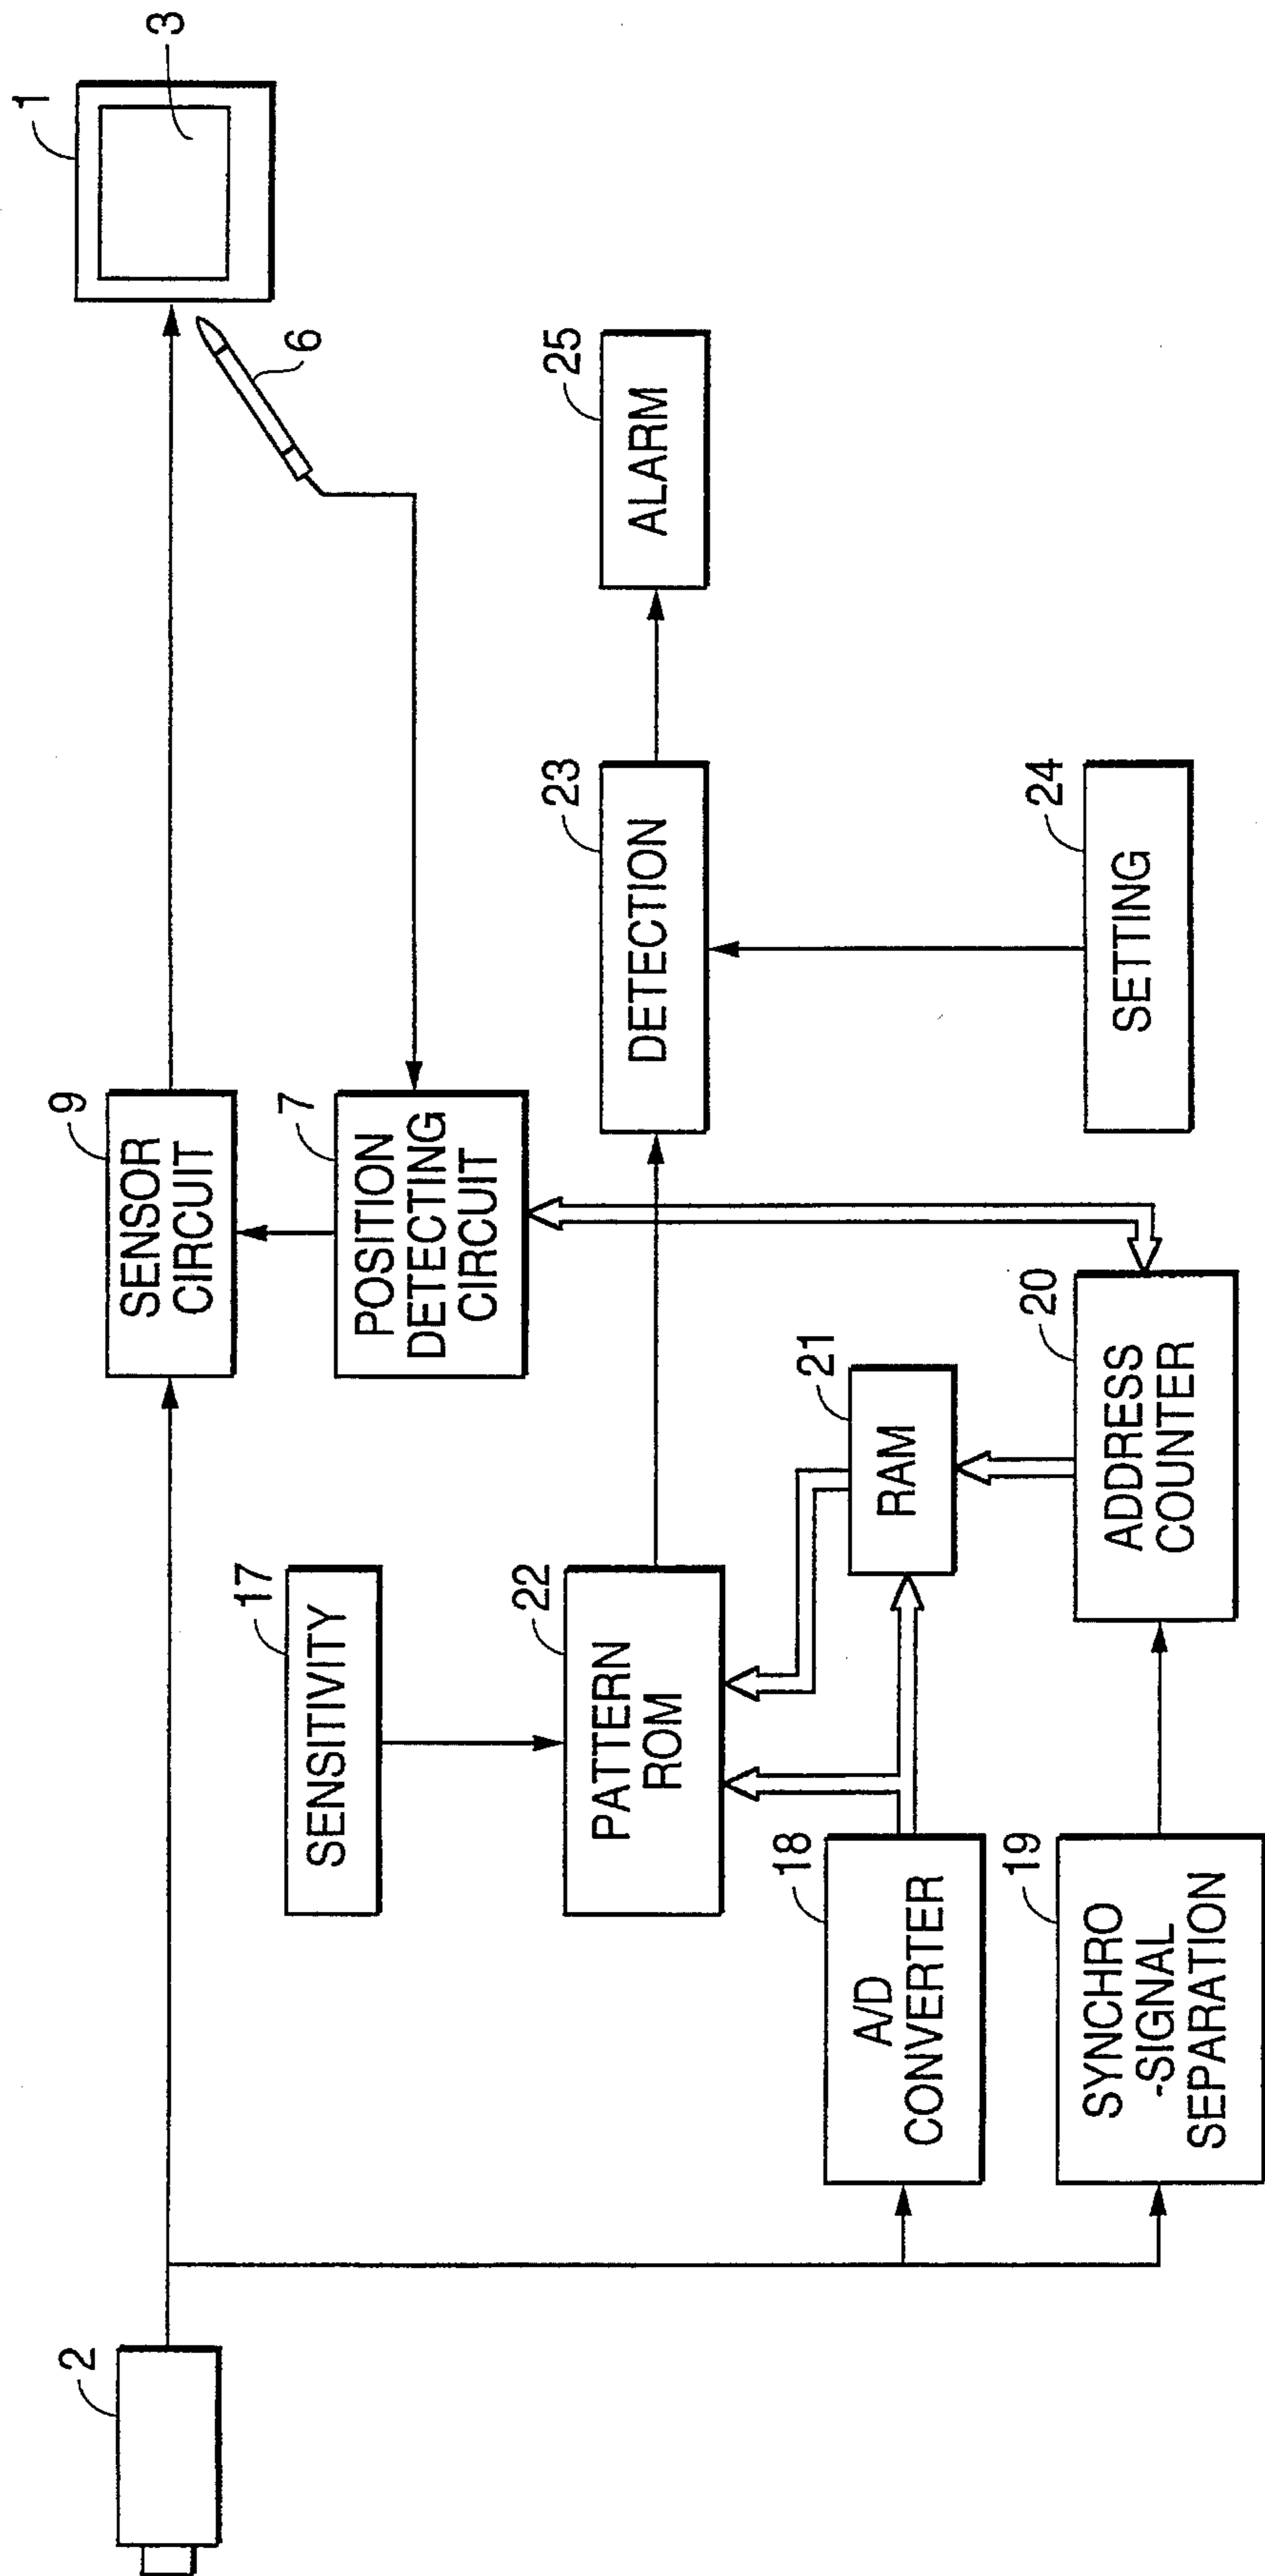 1
3
2
9
SENSOR
CIRCUIT
6
7
POSITION
DETECTING
CIRCUIT
17
SENSITIVITY
22
PATTERN
ROM
23
DETECTION
25
ALARM
21
RAM
18
A/D
CONVERTER
19
SYNCHRO
-SIGNAL
SEPARATION
20
ADDRESS
COUNTER
24
SETTING